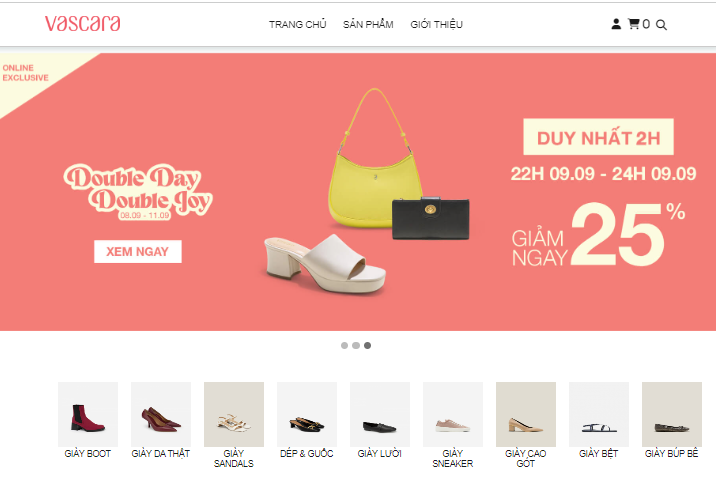 vascara
TRANG CHỦ SẢN PHẨM GIỚI THIỆU
0
ONLINE
EXCLUSIVE
Double Day
Double Joy
08.09 - 11.09
XEM NGAY
DUY NHẤT 2H
22H 09.09 - 24H 09.09
GIẢM
NGAY
25%
GIÀY BOOT
GIÀY DA THẬT
GIÀY
SANDALS
DÉP & GUỐC
GIÀY LƯỜI
GIÀY
SNEAKER
GIÀY CAO
GÓT
GIÀY BỆT
GIÀY BÚP BÊ